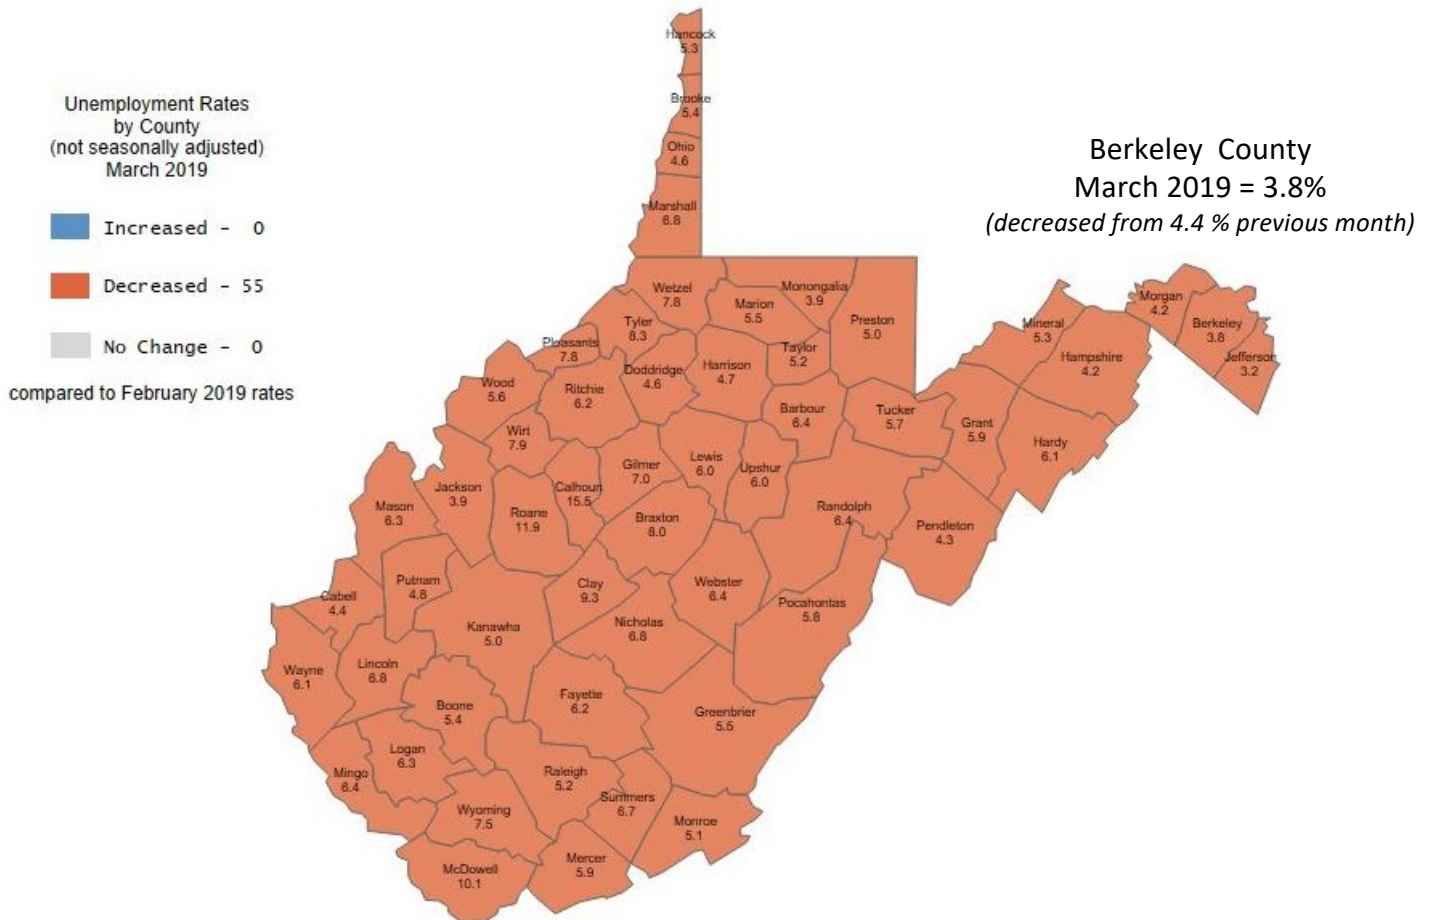 Unemployment Rates
by County
(not seasonally adjusted)
March 2019
Increased - 0
Decreased - 55
No Change - 0
compared to February 2019 rates
Berkeley County
March 2019 = 3.8%
(decreased from 4.4 % previous month)
Hancock
5.3
Brooke
5.4
Ohio
4.6
Marshall
6.8
Wetzel
7.8
Marion
5.5
Monongalia
3.9
Preston
5.0
Tyler
8.3
Pleasants
7.8
Doddridge
4.6
Harrison
4.7
Taylor
5.2
Mineral
5.3
Hampshire
4.2
Morgan
4.2
Berkeley
3.8
Jefferson
3.2
Wood
5.6
Ritchie
6.2
Barbour
6.4
Tucker
5.7
Grant
5.9
Hardy
6.1
Wirt
7.9
Gilmer
7.0
Lewis
6.0
Upshur
6.0
Jackson
3.9
Calhoun
15.5
Mason
6.3
Roane
11.9
Braxton
8.0
Randolph
6.4
Pendleton
4.3
Cabell
4.4
Putnam
4.8
Clay
9.3
Webster
6.4
Pocahontas
5.8
Kanawha
5.0
Nicholas
6.8
Wayne
6.1
Lincoln
6.8
Boone
5.4
Fayette
6.2
Greenbrier
5.5
Logan
6.3
Mingo
6.4
Raleigh
5.2
Summers
6.7
Wyoming
7.5
Monroe
5.1
McDowell
10.1
Mercer
5.9